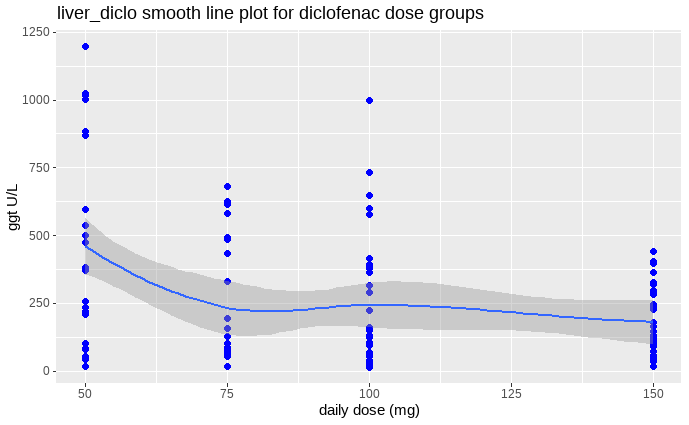 liver_diclo smooth line plot for diclofenac dose groups
1250
1000
750
500
250
0
ggt U/L
50 75 100 125 150
daily dose (mg)